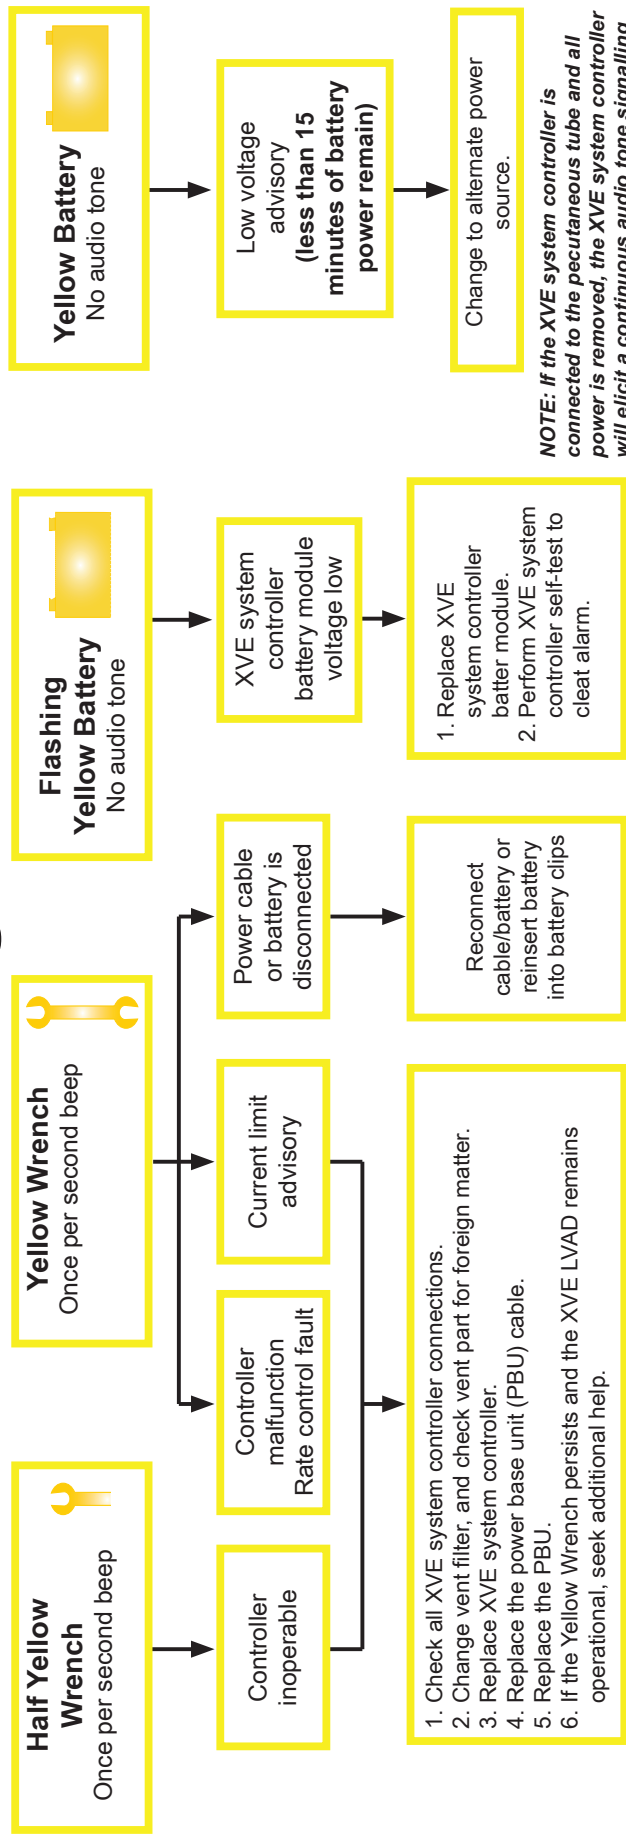 Half Yellow
Wrench
Once per second beep
Yellow Wrench
Once per second beep
Flashing
Yellow Battery
No audio tone
Yellow Battery
No audio tone
Controller
inoperable
Controller
malfunction
Rate control fault
Current limit
advisory
Power cable
or battery is
disconnected
XVE system
controller
battery module
voltage low
Low voltage
advisory
(less than 15
minutes of battery
power remain)
1. Check all XVE system controller connections.
2. Change vent filter, and check vent part for foreign matter.
3. Replace XVE system controller.
4. Replace the power base unit (PBU) cable.
5. Replace the PBU.
6. If the Yellow Wrench persists and the XVE LVAD remains
operational, seek additional help.
Reconnect
cable/battery or
reinsert battery
into battery clips
1. Replace XVE
system controller
batter module.
2. Perform XVE system
controller self-test to
cleat alarm.
Change to alternate power
source.
NOTE: If the XVE system controller is
connected to the pecutaneous tube and all
power is removed, the XVE system controller
will elicit a continuous audio tone signalling